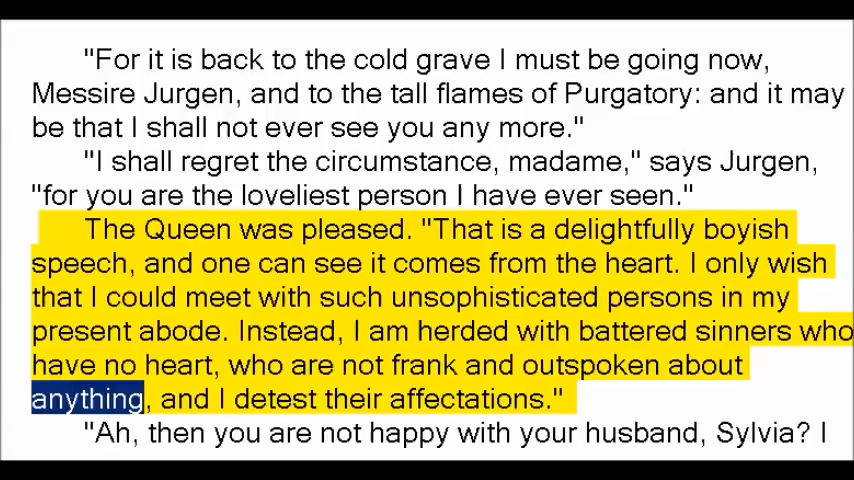 "For it is back to the cold grave I must be going now,
Messire Jurgen, and to the tall flames of Purgatory: and it may
be that I shall not ever see you any more."
"I shall regret the circumstance, madame," says Jurgen,
"for you are the loveliest person I have ever seen."
The Queen was pleased. "That is a delightfully boyish
speech, and one can see it comes from the heart. I only wish
that I could meet with such unsophisticated persons in my
present abode. Instead, I am herded with battered sinners who
have no heart, who are not frank and outspoken about
anything, and I detest their affectations."
"Ah, then you are not happy with your husband, Sylvia? I